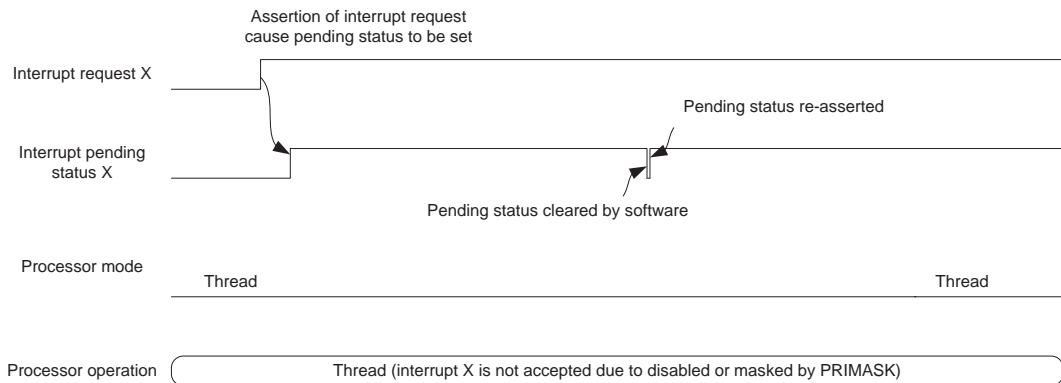 Assertion of interrupt request
cause pending status to be set
Interrupt request X
Pending status re-asserted
Interrupt pending
status X
Pending status cleared by software
Processor mode
Thread
Thread
Processor operation
Thread (interrupt X is not accepted due to disabled or masked by PRIMASK)